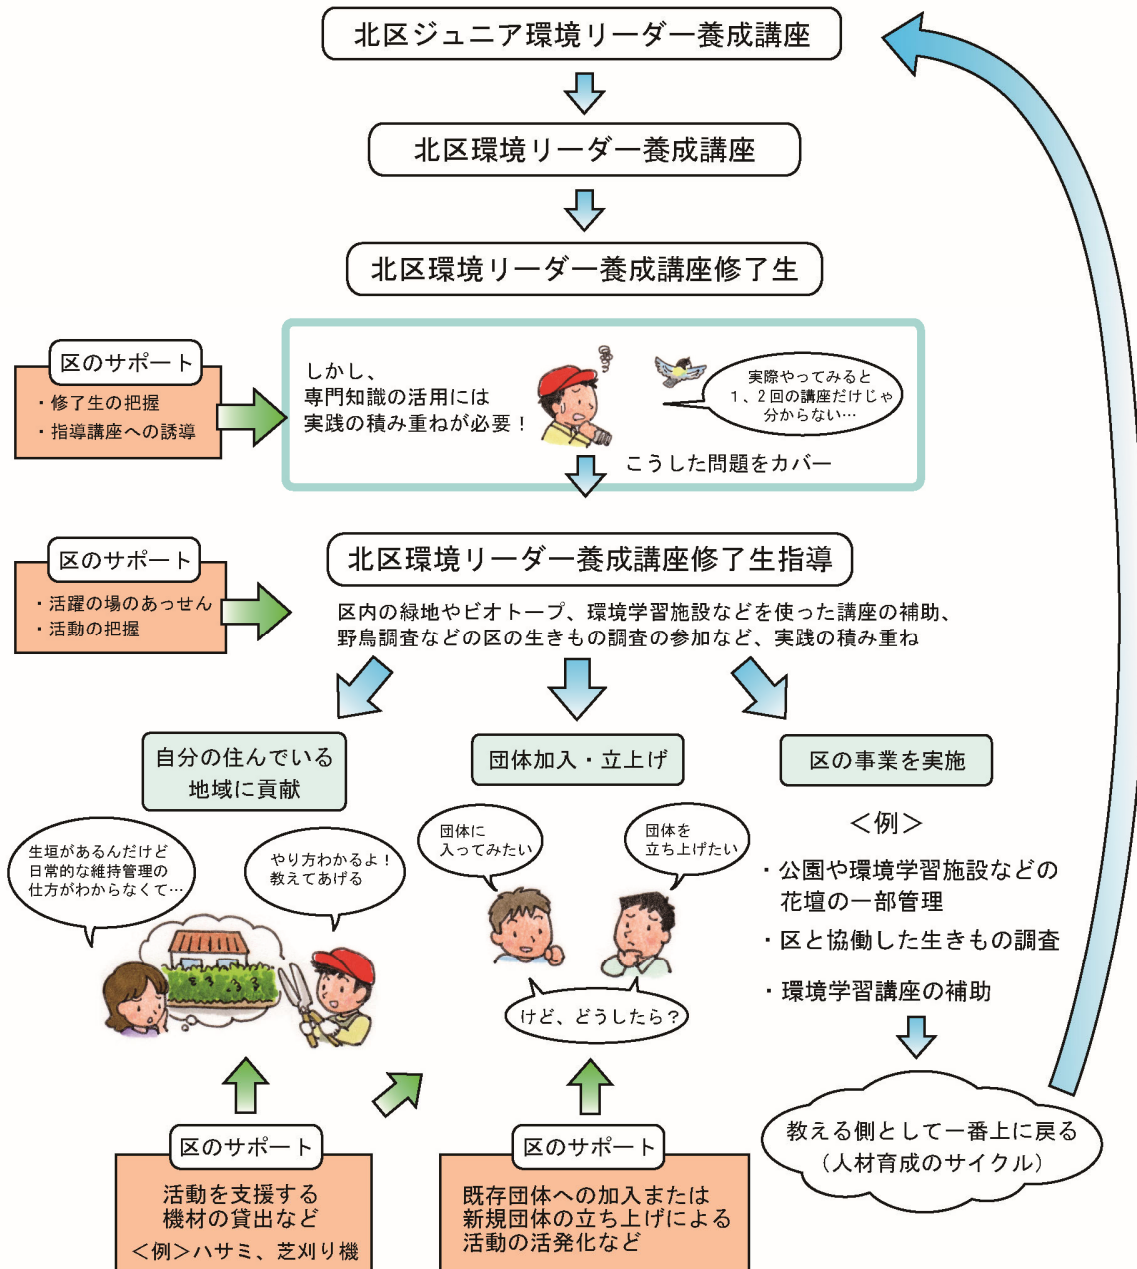 北区ジュニア環境リーダー養成講座
北区環境リーダー養成講座
北区環境リーダー養成講座修了生
区のサポート
・修了生の把握
・指導講座への誘導
しかし、
専門知識の活用には
実践の積み重ねが必要！
実際やってみると
１、２回の講座だけじゃ
分からない…
こうした問題をカバー
区のサポート
・活躍の場のあっせん
・活動の把握
北区環境リーダー養成講座修了生指導
区内の緑地やビオトープ、環境学習施設などを使った講座の補助、
野鳥調査などの区の生きもの調査の参加など、実践の積み重ね
自分の住んでいる
地域に貢献
生垣があるんだけど
日常的な維持管理の
仕方がわからなくて…
やり方わかるよ！
教えてあげる
団体加入・立上げ
団体に
入ってみたい
団体を
立ち上げたい
けど、どうしたら？
区の事業を実施
＜例＞
・公園や環境学習施設などの
花壇の一部管理
・区と協働した生きもの調査
・環境学習講座の補助
教える側として一番上に戻る
（人材育成のサイクル）
区のサポート
活動を支援する
機材の貸出など
＜例＞ハサミ、芝刈り機
区のサポート
既存団体への加入または
新規団体の立ち上げによる
活動の活発化など